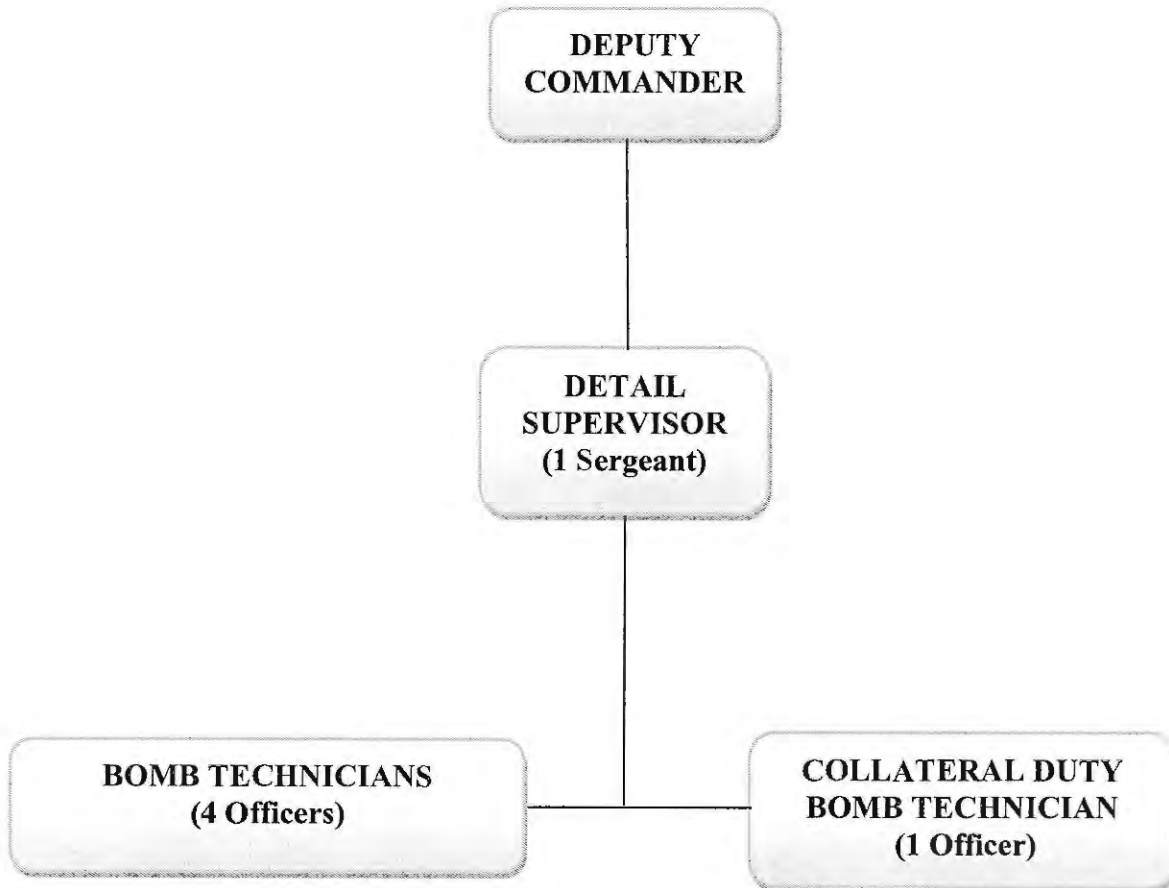 DEPUTY
COMMANDER
DETAIL
SUPERVISOR
(1 Sergeant)
BOMB TECHNICIANS
(4 Officers)
COLLATERAL DUTY
BOMB TECHNICIAN
(1 Officer)